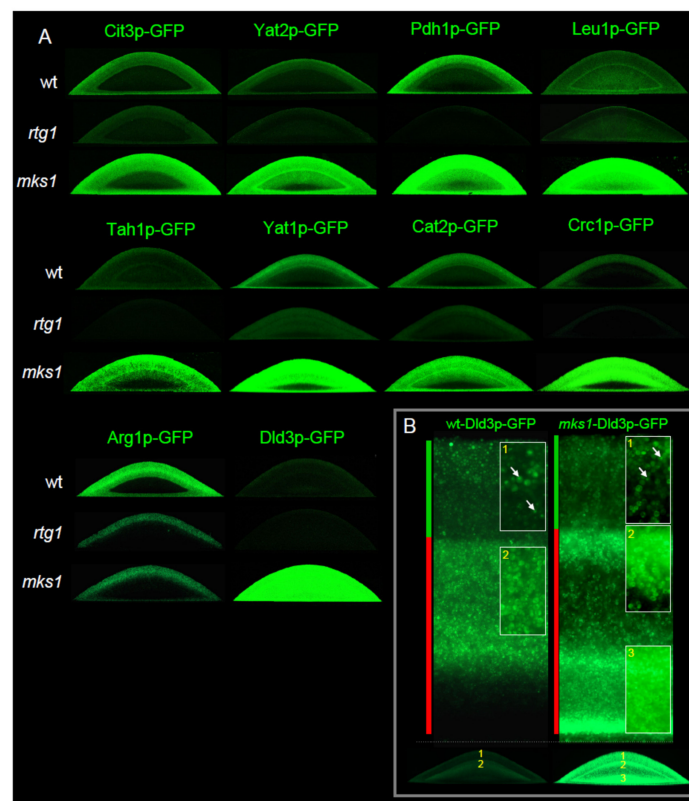 A
Cit3p-GFP Yat2p-GFP Pdh1p-GFP Leu1p-GFP
wt
rtg1
mks1
Tah1p-GFP Yat1p-GFP Cat2p-GFP Crc1p-GFP
wt
rtg1
mks1
Arg1p-GFP Dld3p-GFP
wt
rtg1
mks1
B
wt-Dld3p-GFP mks1-Dld3p-GFP
1 1
2 2
3
1 1
2 2
3